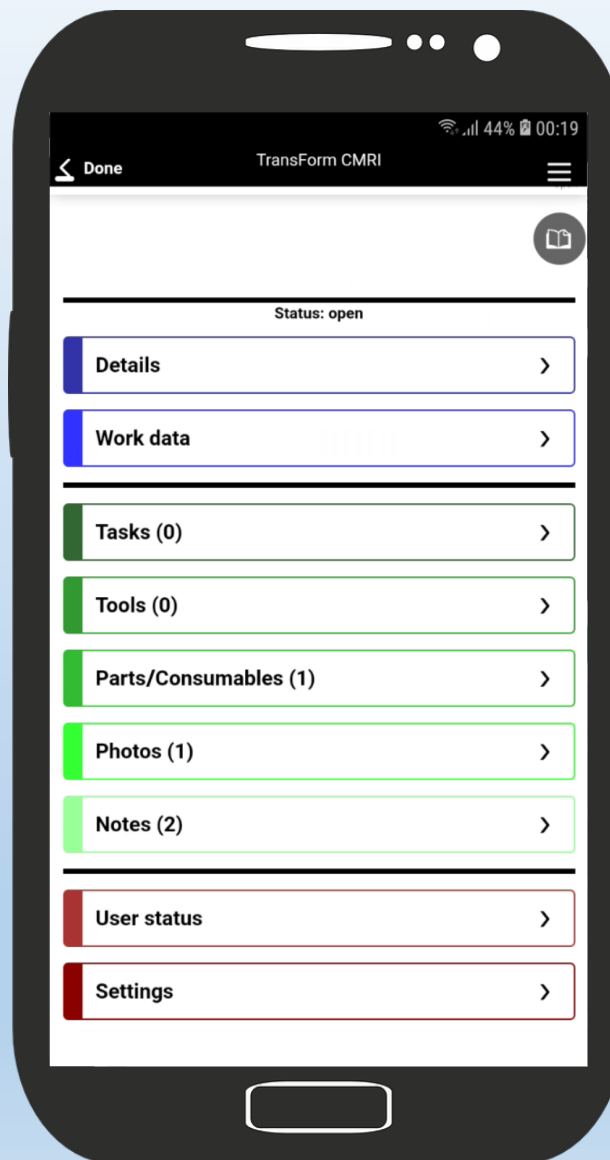 44% 00:19
Done
TransForm CMRI
Status: open
Details
Work data
Tasks (0)
Tools (0)
Parts/Consumables (1)
Photos (1)
Notes (2)
User status
Settings